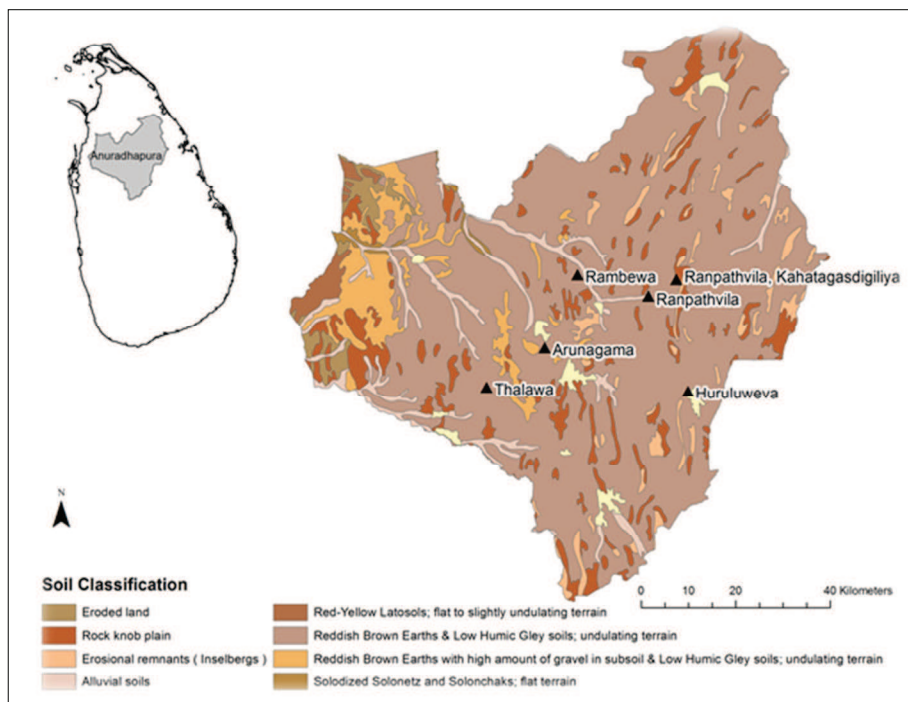 Anuradhapura
Rambewa
Ranpathvila, Kahatagasdigiliya
Ranpathvila
Arunagama
Thalawa
Huruluweva
N
0 10 20 40 Kilometers
Soil Classification
Eroded land
Rock knob plain
Erosional remnants ( Inselbergs )
Alluvial soils
Red-Yellow Latosols; flat to slightly undulating terrain
Reddish Brown Earths & Low Humic Gley soils; undulating terrain
Reddish Brown Earths with high amount of gravel in subsoil & Low Humic Gley soils; undulating terrain
Solodized Solonetz and Solonchaks; flat terrain